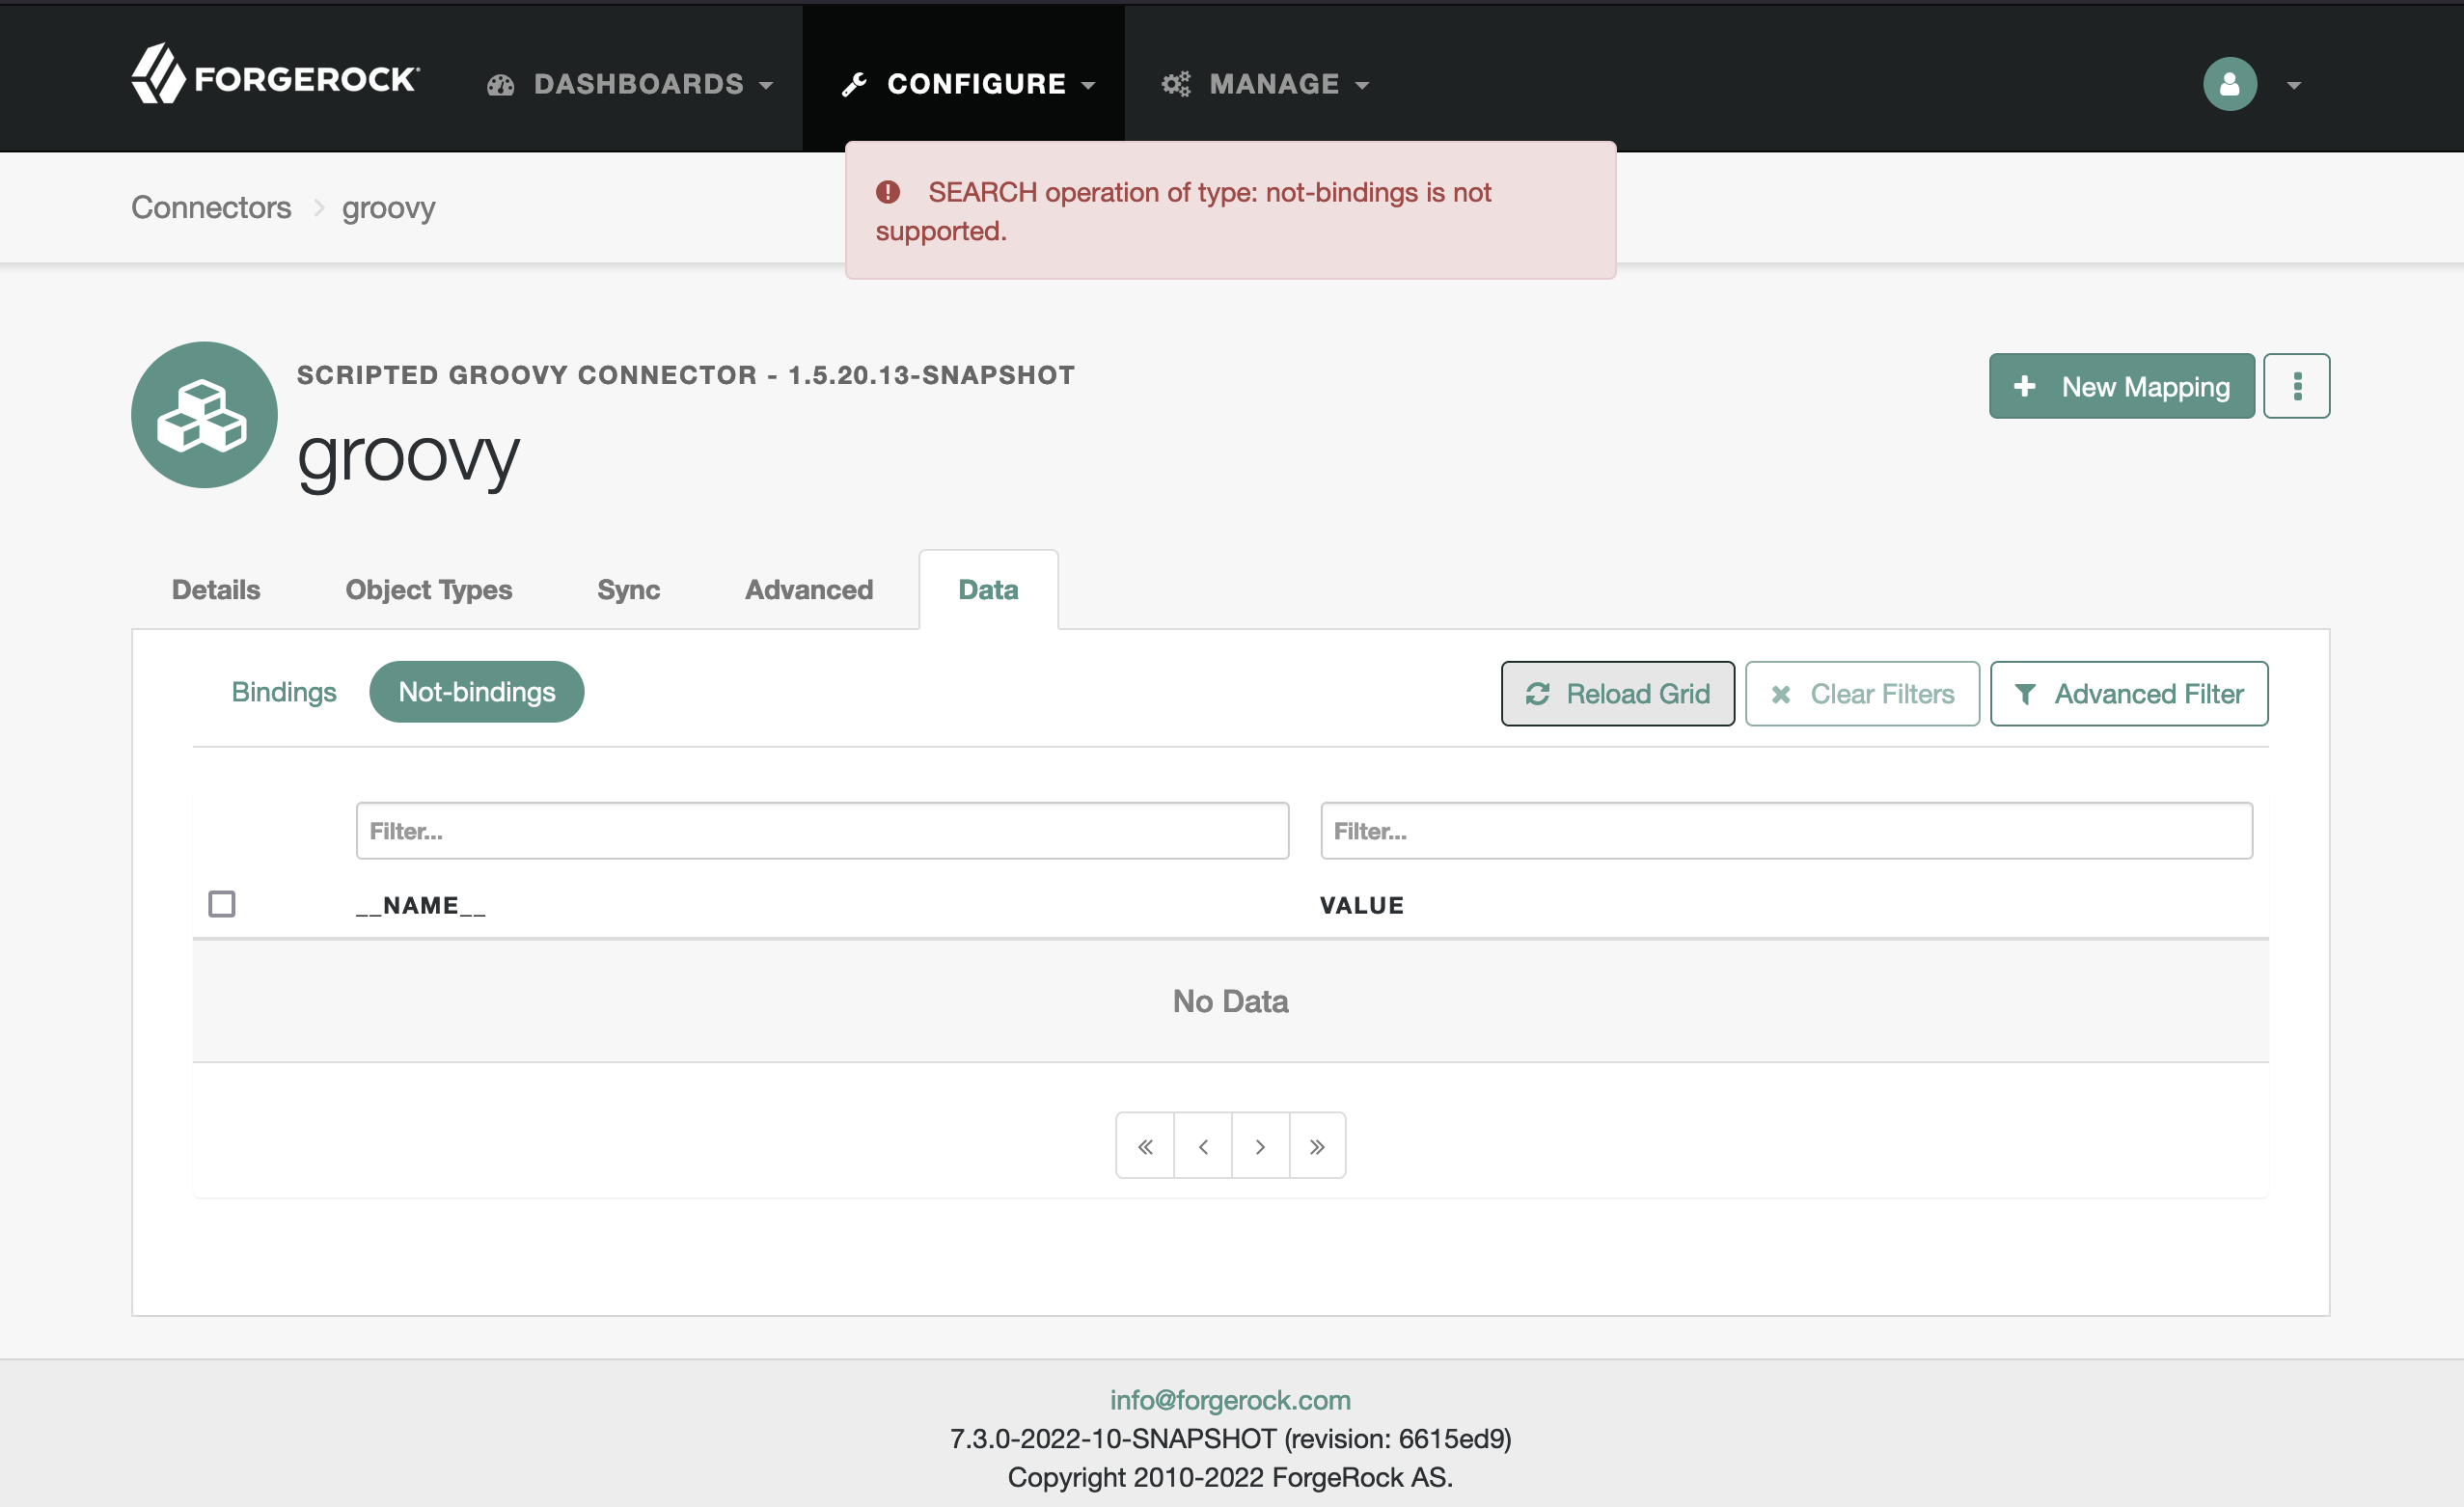 FORGEROCK
DASHBOARDS
CONFIGURE
MANAGE
SEARCH operation of type: not-bindings is not
supported.
Connectors
groovy
SCRIPTED GROOVY CONNECTOR - 1.5.20.13-SNAPSHOT
groovy
New Mapping
Details
Object Types
Sync
Advanced
Data
Bindings
Not-bindings
Reload Grid
Clear Filters
Advanced Filter
Filter...
Filter...
__NAME__
VALUE
No Data
info@forgerock.com
7.3.0-2022-10-SNAPSHOT (revision: 6615ed9)
Copyright 2010-2022 ForgeRock AS.